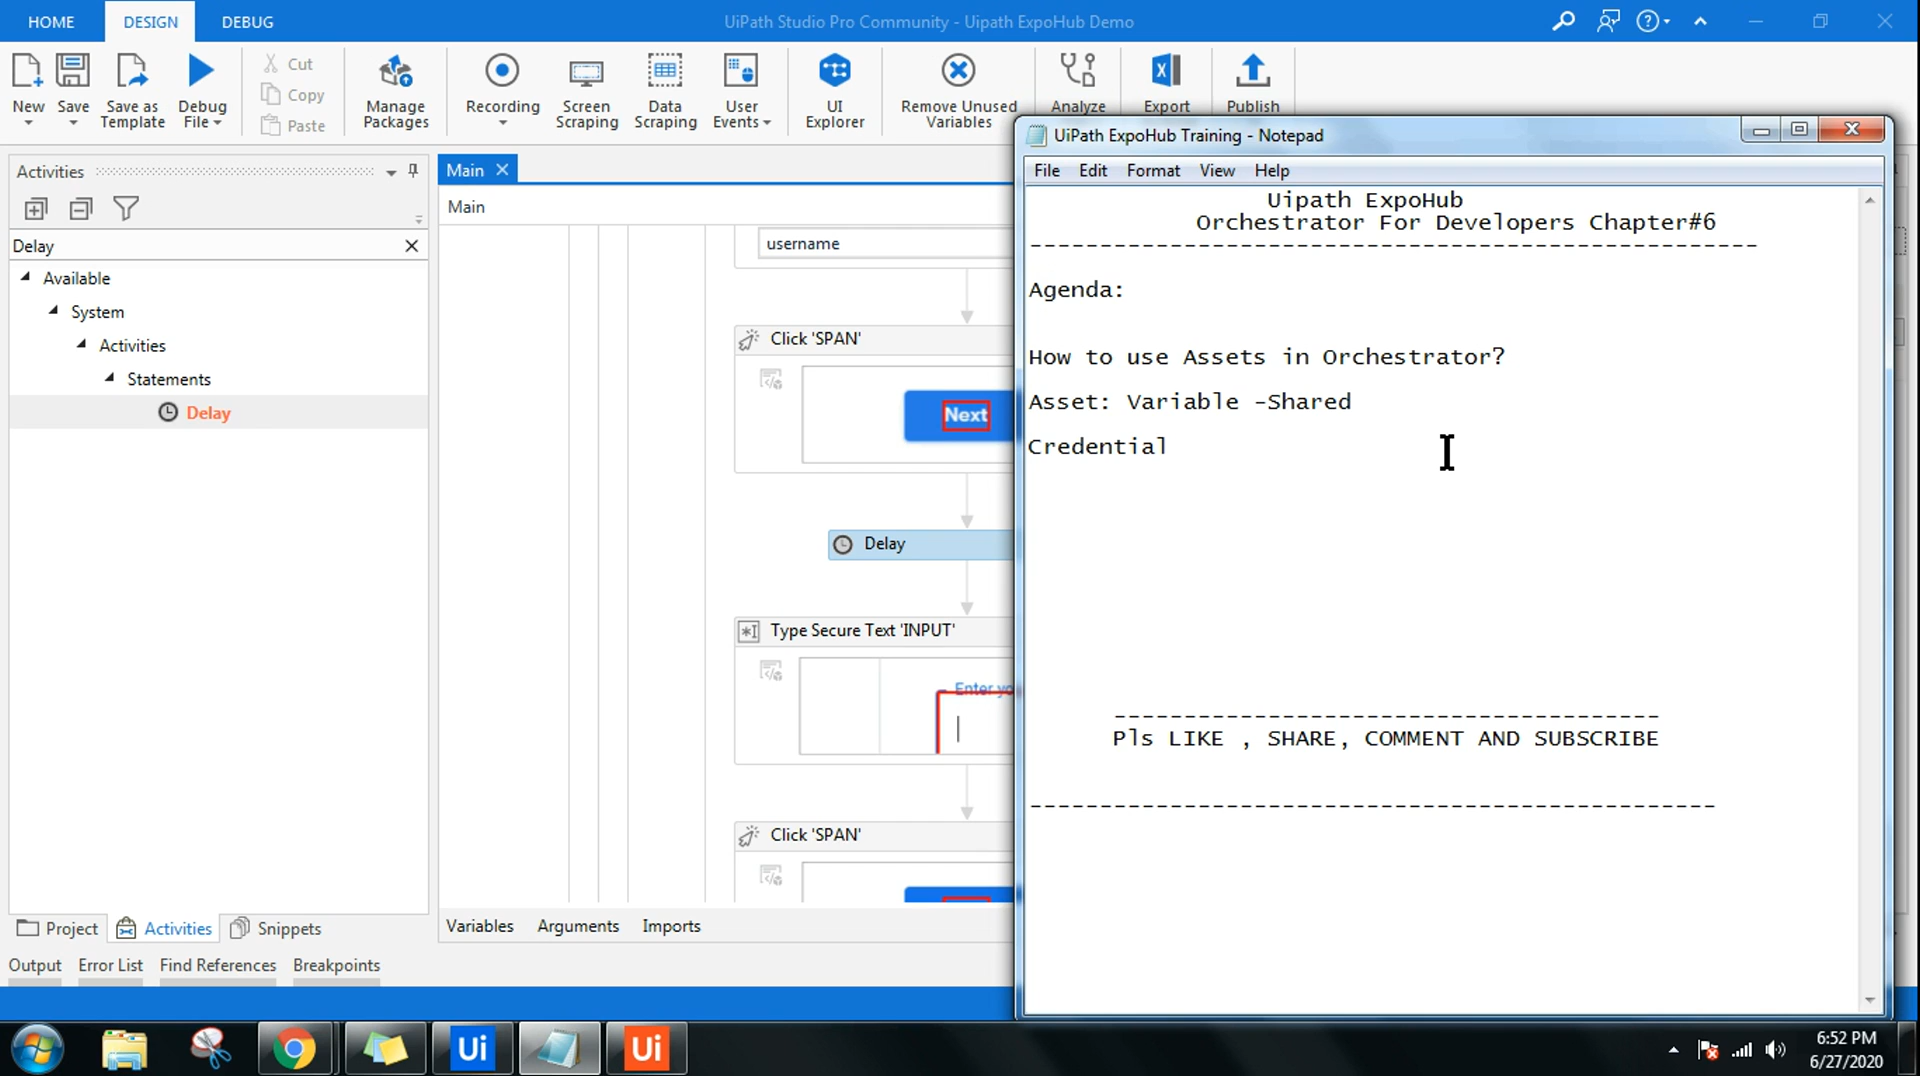 HOME DESIGN DEBUG
UiPath Studio Pro Community - Uipath ExpoHub Demo
New
Save
Save as
Template
Debug
File
Cut
Copy
Paste
Manage
Packages
Recording
Screen
Scraping
Data
Scraping
User
Events
UI
Explorer
Remove Unused
Variables
Analyze
Export
Publish
Activities
Delay
Available
System
Activities
Statements
Delay
Project Activities Snippets
Output Error List Find References Breakpoints
Main
Main
username
Click 'SPAN'
Next
Delay
Type Secure Text 'INPUT'
Enter yo
Click 'SPAN'
Variables Arguments Imports
UiPath ExpoHub Training - Notepad
File Edit Format View Help
Uipath ExpoHub
Orchestrator For Developers Chapter#6
----------------------------------------------------
Agenda:
How to use Assets in Orchestrator?
Asset: Variable -Shared
Credential
---------------------------------------
Pls LIKE , SHARE, COMMENT AND SUBSCRIBE
-------------------------------------------------
Ui
Ui
6:52 PM
6/27/2020